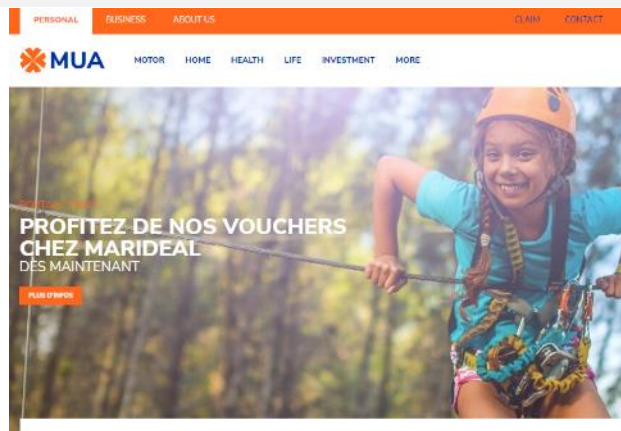 PERSONAL BUSINESS ABOUT US CLAIM CONTACT
MUA MOTOR HOME HEALTH LIFE INVESTMENT MORE
PROFITEZ DE NOS VOUCHERS
CHEZ MARIDEAL
DÈS MAINTENANT
PLUS D'INFOS